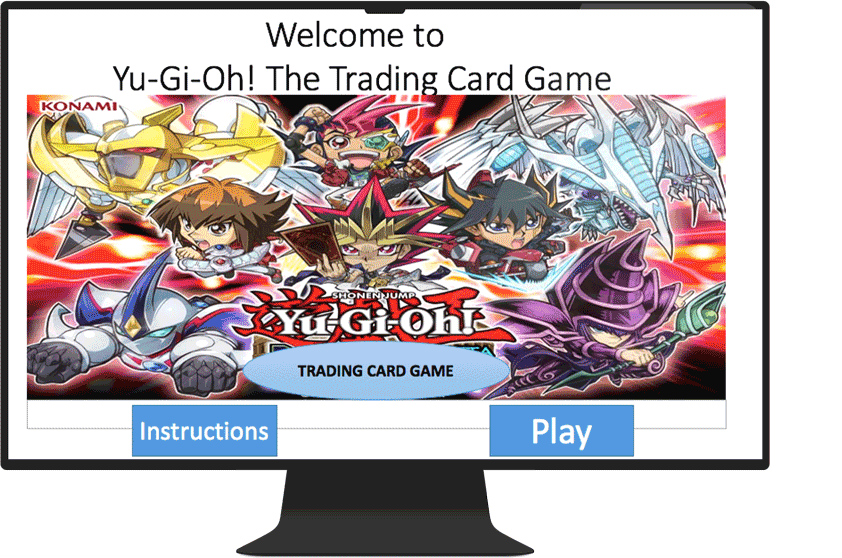 Welcome to
Yu-Gi-Oh! The Trading Card Game
KONAMI
SHONEN JUMP
Yu-Gi-Oh!
TRADING CARD GAME
Instructions
Play